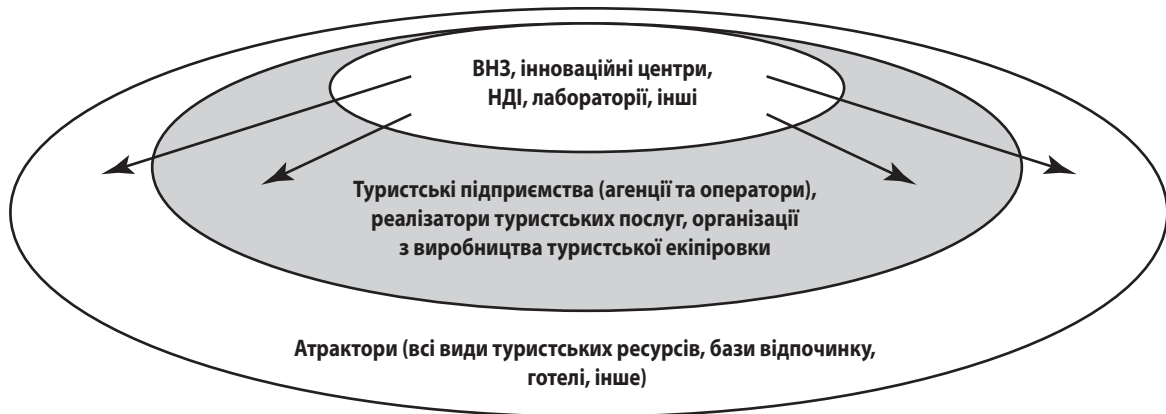 ВНЗ, інноваційні центри,
НДІ, лабораторії, інші
Туристські підприємства (агенції та оператори),
реалізатори туристських послуг, організації
з виробництва туристської екіпіровки
Атрактори (всі види туристських ресурсів, бази відпочинку,
готелі, інше)